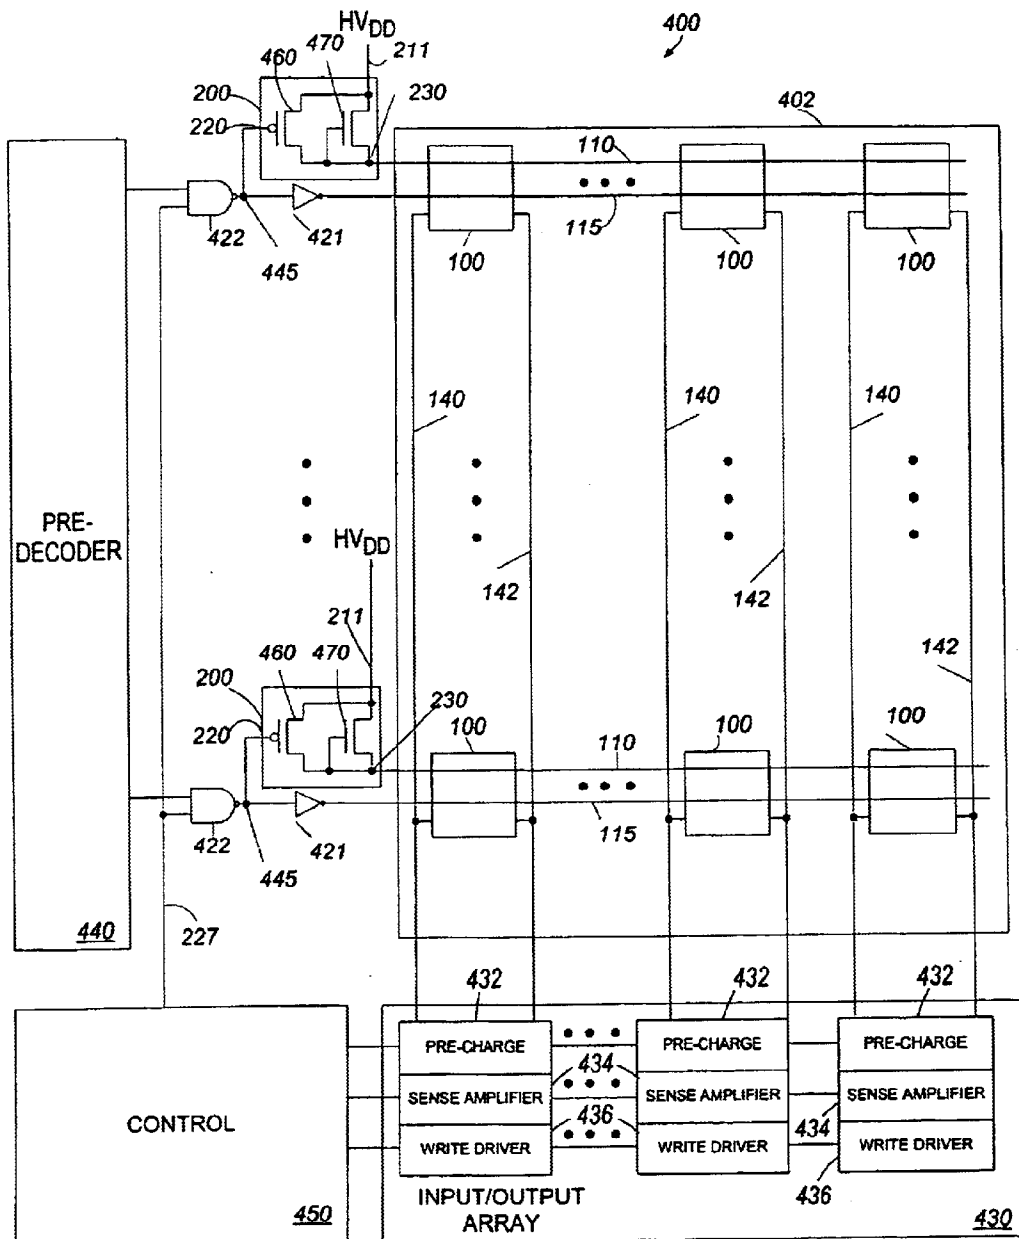 HVDD
400
460
470
211
200
230
402
220
110
115
422
421
445
100
100
100
140
140
140
PRE-
DECODER
HVDD
142
142
142
211
460
470
200
220
230
100
100
100
110
115
422
421
445
440
227
432
432
432
PRE-CHARGE
PRE-CHARGE
PRE-CHARGE
434
SENSE AMPLIFIER
SENSE AMPLIFIER
SENSE AMPLIFIER
CONTROL
436
434
WRITE DRIVER
WRITE DRIVER
WRITE DRIVER
436
INPUT/OUTPUT
ARRAY
450
430